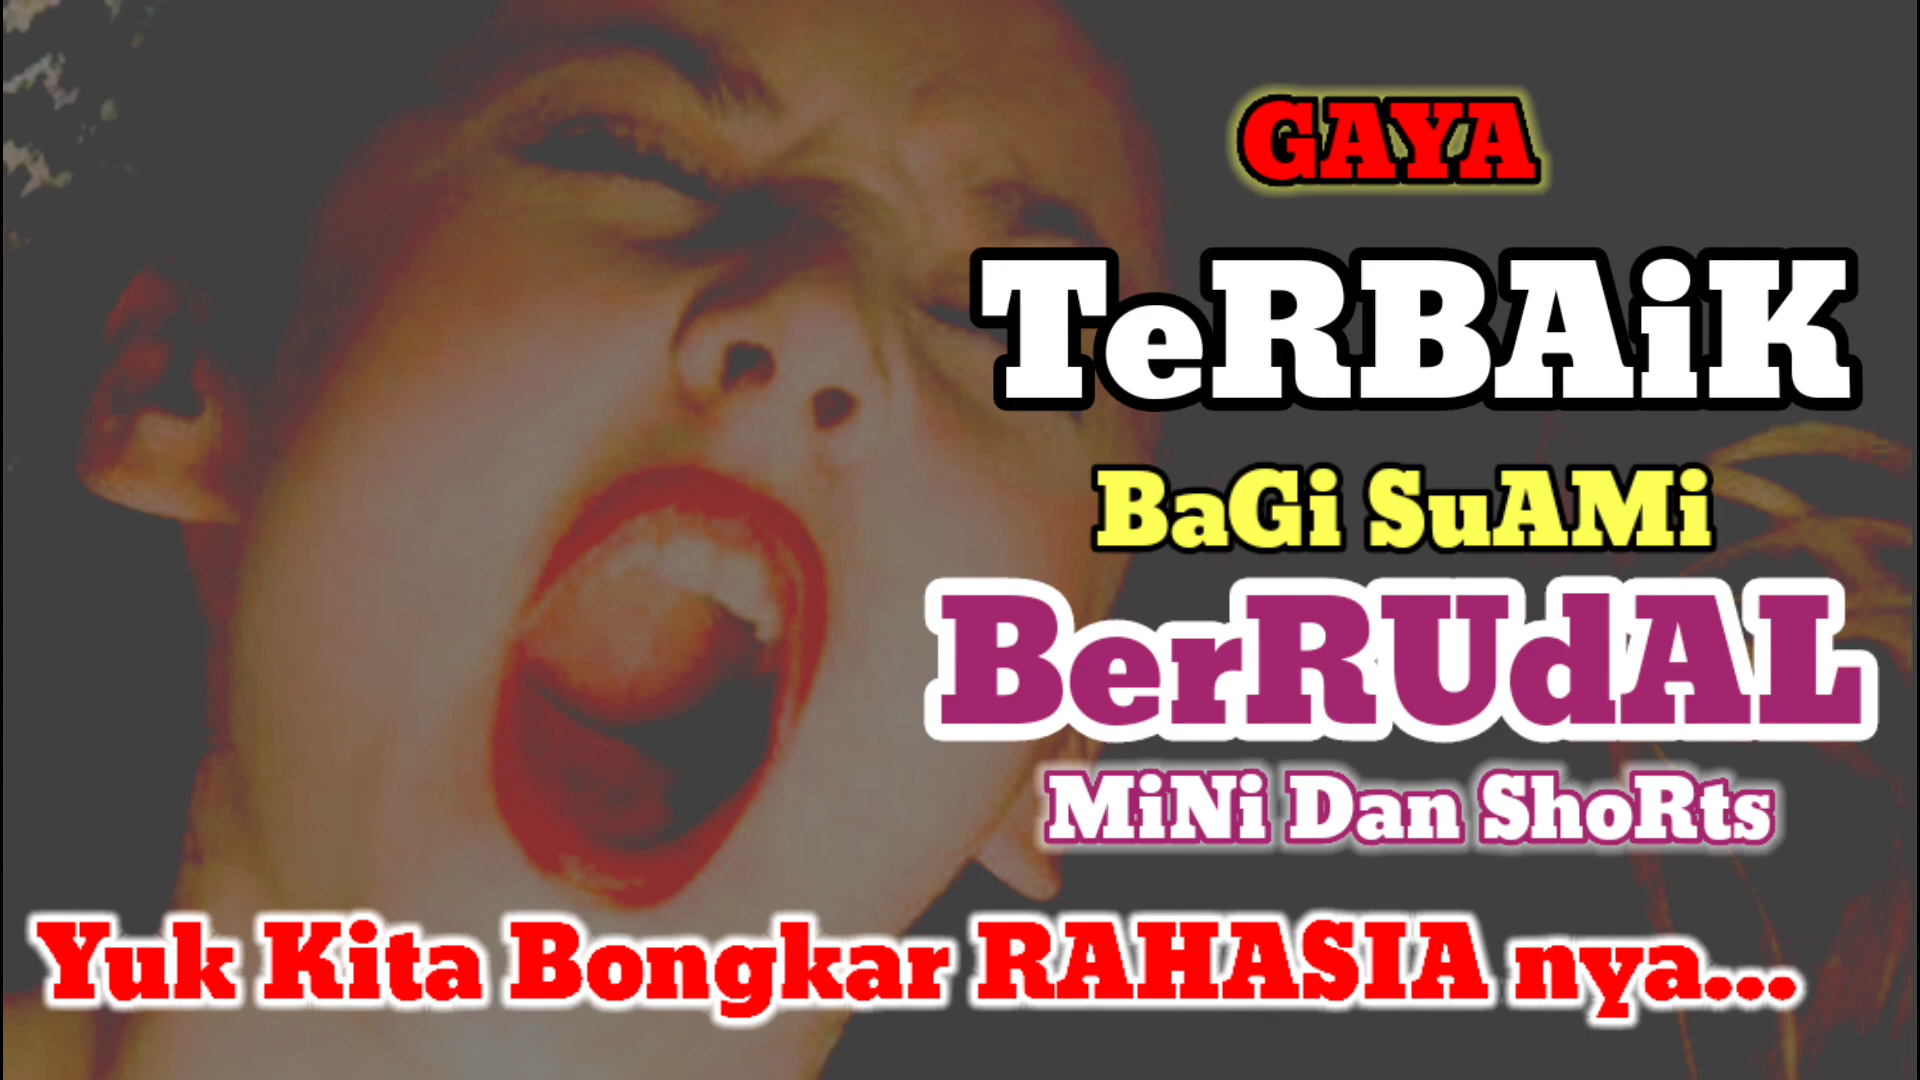 GAYA
TeRBAiK
BaGi SuAMi
BerRUdAL
MiNi Dan ShoRts
Yuk Kita Bongkar RAHASIA nya...